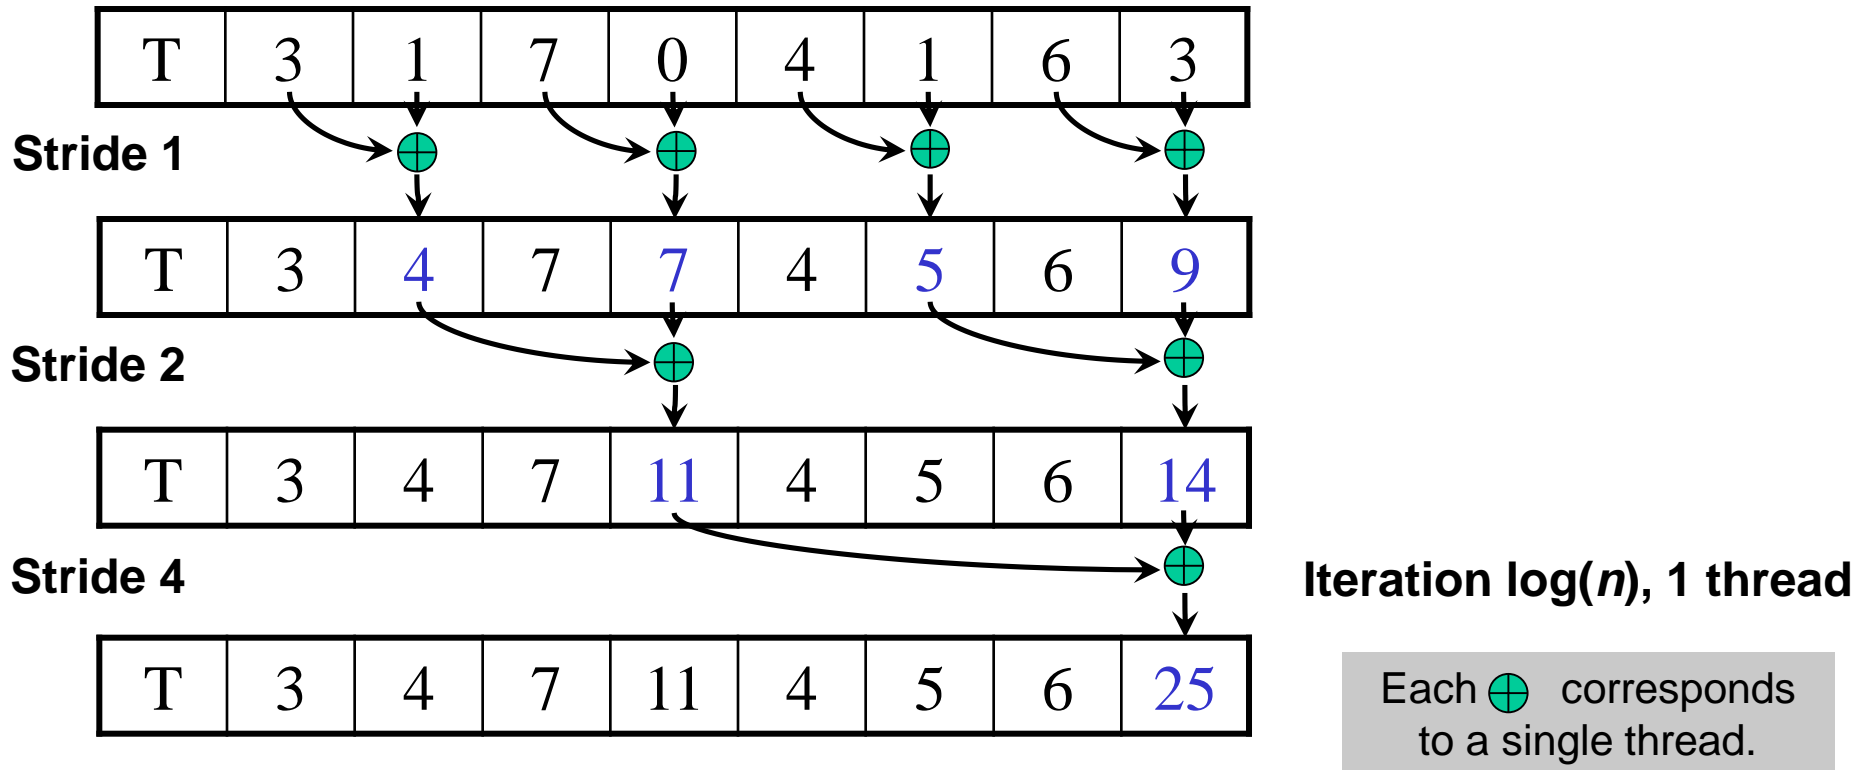 T 3 1 7 0 4 1 6 3
Stride 1
T 3 4 7 7 4 5 6 9
Stride 2
T 3 4 7 11 4 5 6 14
Stride 4
Iteration log(n), 1 thread
T 3 4 7 11 4 5 6 25
Each ⊕ corresponds
to a single thread.